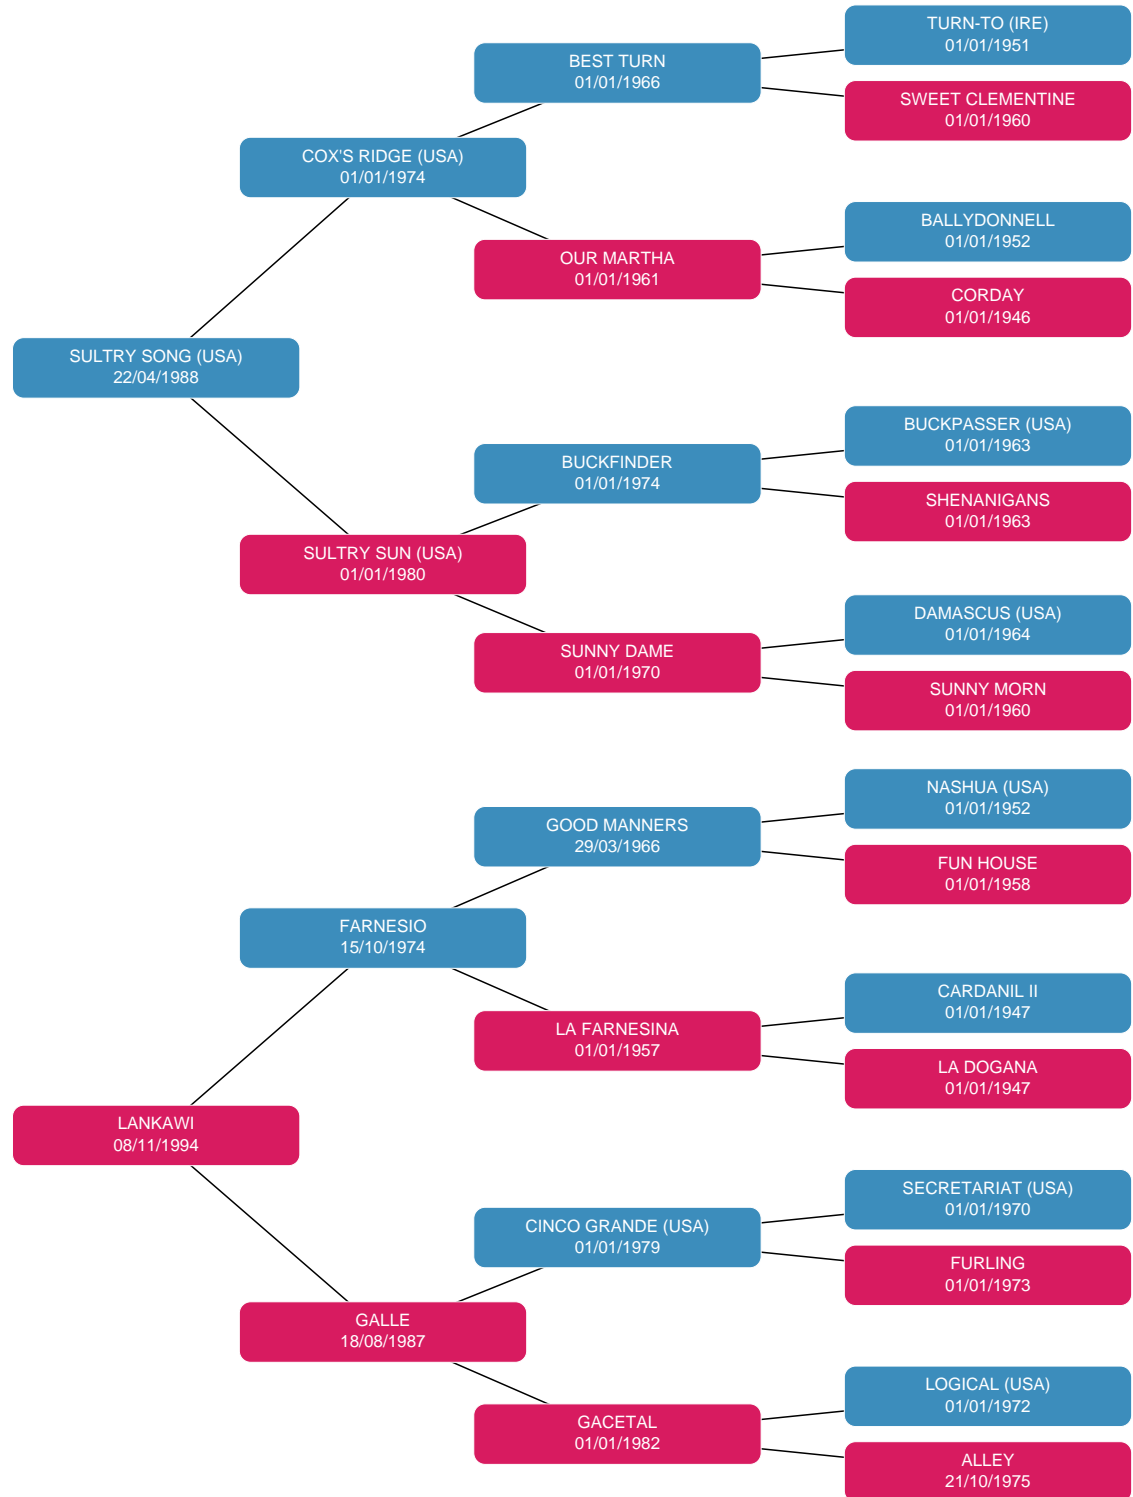 TURN-TO (IRE)
01/01/1951
BEST TURN
01/01/1966
SWEET CLEMENTINE
01/01/1960
COX'S RIDGE (USA)
01/01/1974
BALLYDONNELL
01/01/1952
OUR MARTHA
01/01/1961
CORDAY
01/01/1946
SULTRY SONG (USA)
22/04/1988
BUCKPASSER (USA)
01/01/1963
BUCKFINDER
01/01/1974
SHENANIGANS
01/01/1963
SULTRY SUN (USA)
01/01/1980
DAMASCUS (USA)
01/01/1964
SUNNY DAME
01/01/1970
SUNNY MORN
01/01/1960
NASHUA (USA)
01/01/1952
GOOD MANNERS
29/03/1966
FUN HOUSE
01/01/1958
FARNESIO
15/10/1974
CARDANIL II
01/01/1947
LA FARNESINA
01/01/1957
LA DOGANA
01/01/1947
LANKAWI
08/11/1994
SECRETARIAT (USA)
01/01/1970
CINCO GRANDE (USA)
01/01/1979
FURLING
01/01/1973
GALLE
18/08/1987
LOGICAL (USA)
01/01/1972
GACETAL
01/01/1982
ALLEY
21/10/1975